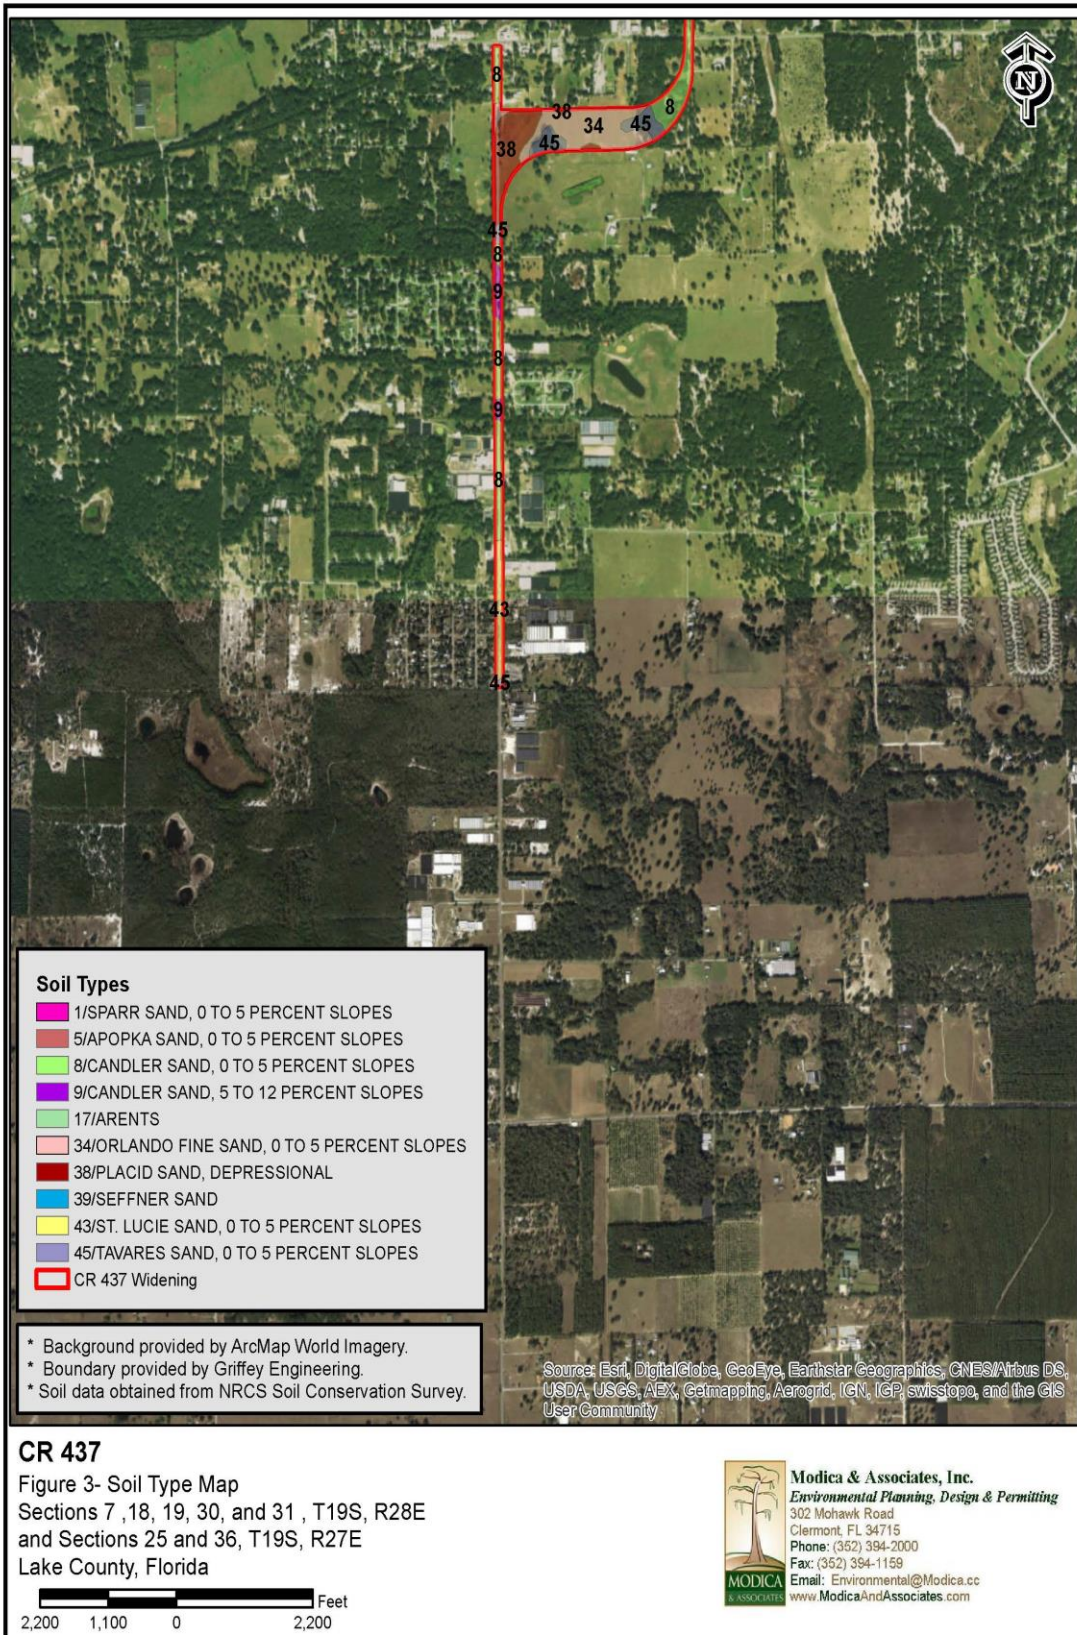 N
8
38
8
34
45
45
38
45
8
9
8
9
8
43
45
Soil Types
1/SPARR SAND, 0 TO 5 PERCENT SLOPES
5/APOPKA SAND, 0 TO 5 PERCENT SLOPES
8/CANDLER SAND, 0 TO 5 PERCENT SLOPES
9/CANDLER SAND, 5 TO 12 PERCENT SLOPES
17/ARENTS
34/ORLANDO FINE SAND, 0 TO 5 PERCENT SLOPES
38/PLACID SAND, DEPRESSIONAL
39/SEFFNER SAND
43/ST. LUCIE SAND, 0 TO 5 PERCENT SLOPES
45/TAVARES SAND, 0 TO 5 PERCENT SLOPES
CR 437 Widening
* Background provided by ArcMap World Imagery.
* Boundary provided by Griffey Engineering.
* Soil data obtained from NRCS Soil Conservation Survey.
Source: Esri, DigitalGlobe, GeoEye, Earthstar Geographics, CNES/Airbus DS,
USDA, USGS, AEX, Getmapping, Aerogrid, IGN, IGP, swisstopo, and the GIS
User Community
CR 437
Figure 3- Soil Type Map
Sections 7 ,18, 19, 30, and 31 , T19S, R28E
and Sections 25 and 36, T19S, R27E
Lake County, Florida
Feet
2,200 1,100 0 2,200
MODICA
& ASSOCIATES
Modica & Associates, Inc.
Environmental Planning, Design & Permitting
302 Mohawk Road
Clermont, FL 34715
Phone: (352) 394-2000
Fax: (352) 394-1159
Email: Environmental@Modica.cc
www.ModicaAndAssociates.com